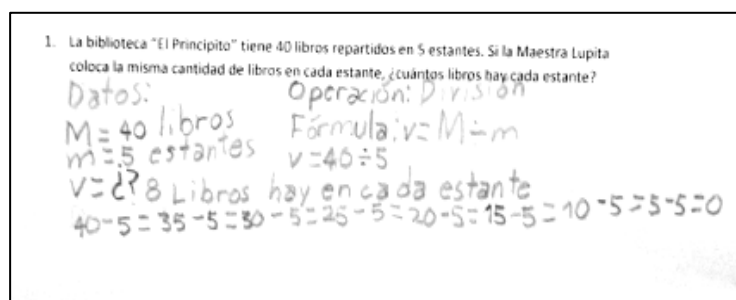 1. La biblioteca "El Principito" tiene 40 libros repartidos en 5 estantes. Si la Maestra Lupita
coloca la misma cantidad de libros en cada estante, ¿cuántos libros hay cada estante?
Datos: Operación: División
M = 40 libros Fórmula: v= M÷m
m = 5 estantes v=40÷5
v= ¿? 8 Libros hay en cada estante
40-5=35-5=30-5=25-5=20-5=15-5=10-5=5-5=0